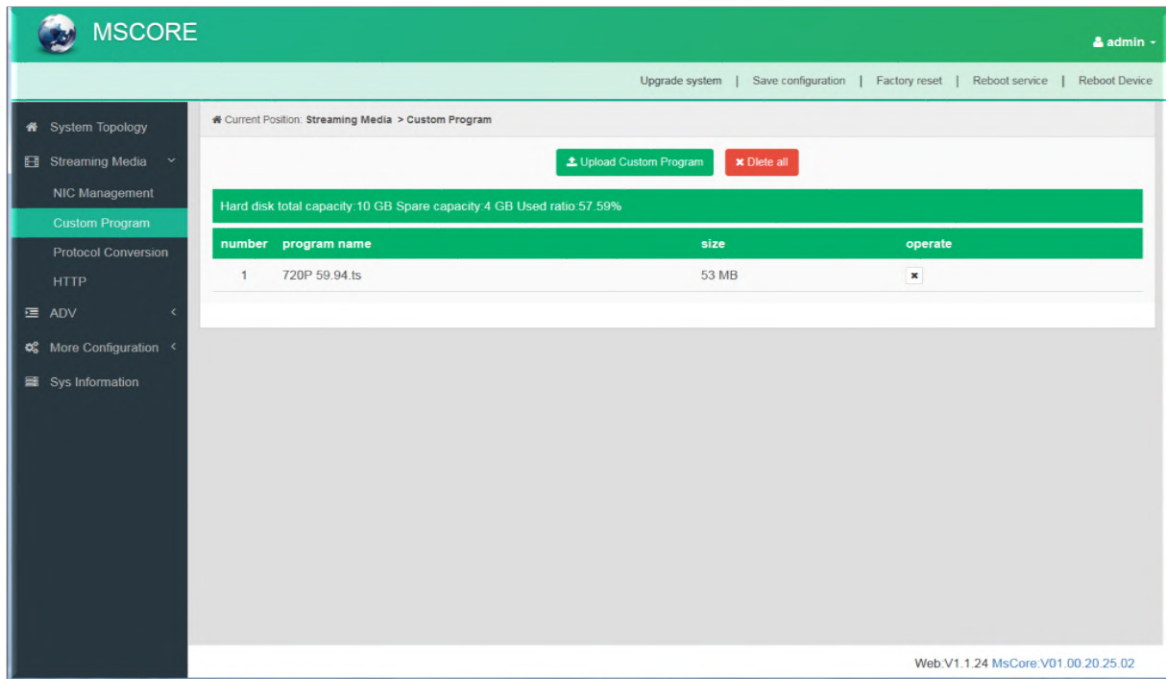 MSCORE
admin
Upgrade system | Save configuration | Factory reset | Reboot service | Reboot Device
System Topology
Streaming Media
NIC Management
Custom Program
Protocol Conversion
HTTP
ADV
More Configuration
Sys Information
Current Position: Streaming Media > Custom Program
Upload Custom Program
Dlete all
Hard disk total capacity:10 GB Spare capacity:4 GB Used ratio:57.59%
number program name size operate
1 720P 59.94.ts 53 MB
Web:V1.1.24 MsCore:V01.00.20.25.02